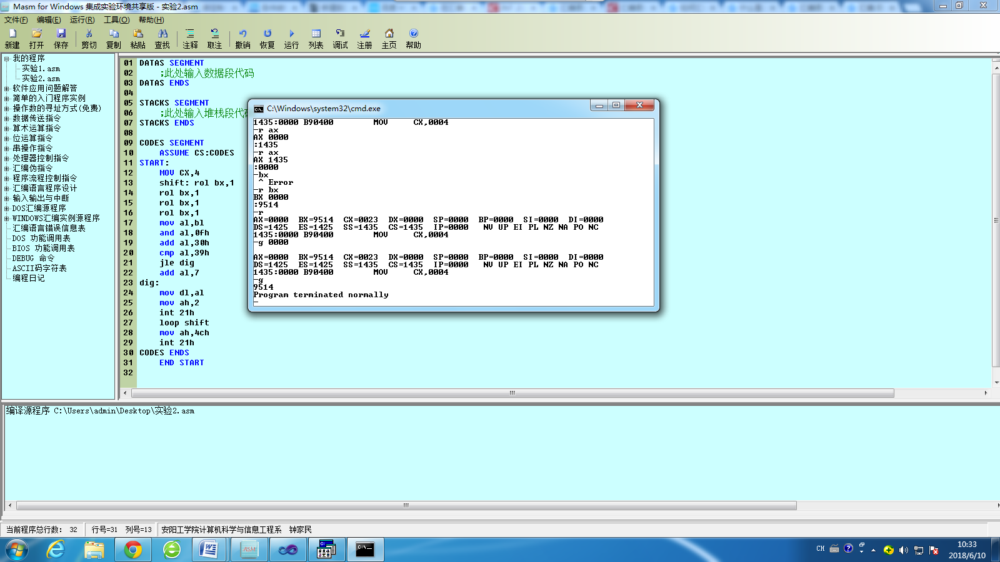 Masm for Windows 集成实验环境共享版 - 实验2.asm
文件(F) 编辑(E) 运行(R) 工具(O) 帮助(H)
新建 打开 保存 剪切 复制 粘贴 查找 注释 取注 撤销 恢复 运行 列表 调试 注册 主页 帮助
我的程序
实验1.asm
实验2.asm
软件应用问题解答
简单的入门程序实例
操作数的寻址方式(免费)
数据传送指令
算术运算指令
位运算指令
串操作指令
处理器控制指令
汇编伪指令
程序流程控制指令
汇编语言程序设计
输入输出与中断
DOS汇编源程序
WINDOWS汇编实例源程序
汇编语言错误信息表
DOS 功能调用表
BIOS 功能调用表
DEBUG 命令
ASCII码字符表
编程日记
01 DATAS SEGMENT
02 ;此处输入数据段代码
03 DATAS ENDS
04
05 STACKS SEGMENT
06 ;此处输入堆栈段代
07 STACKS ENDS
08
09 CODES SEGMENT
10 ASSUME CS:CODES
11 START:
12 MOV CX,4
13 shift: rol bx,1
14 rol bx,1
15 rol bx,1
16 rol bx,1
17 mov al,bl
18 and al,0fh
19 add al,30h
20 cmp al,39h
21 jle dig
22 add al,7
23 dig:
24 mov dl,al
25 mov ah,2
26 int 21h
27 loop shift
28 mov ah,4ch
29 int 21h
30 CODES ENDS
31 END START
32
C:\Windows\system32\cmd.exe
1435:0000 B90400 MOV CX,0004
-r ax
AX 0000
:1435
-r ax
AX 1435
:0000
-bx
^ Error
-r bx
BX 0000
:9514
-r
AX=0000 BX=9514 CX=0023 DX=0000 SP=0000 BP=0000 SI=0000 DI=0000
DS=1425 ES=1425 SS=1435 CS=1435 IP=0000 NV UP EI PL NZ NA PO NC
1435:0000 B90400 MOV CX,0004
-g 0000
AX=0000 BX=9514 CX=0023 DX=0000 SP=0000 BP=0000 SI=0000 DI=0000
DS=1425 ES=1425 SS=1435 CS=1435 IP=0000 NV UP EI PL NZ NA PO NC
1435:0000 B90400 MOV CX,0004
-g
9514
Program terminated normally
-
编译源程序 C:\Users\admin\Desktop\实验2.asm
当前程序总行数: 32 行号=31 列号=13 安阳工学院计算机科学与信息工程系 钟家民
CH
10:33
2018/6/10